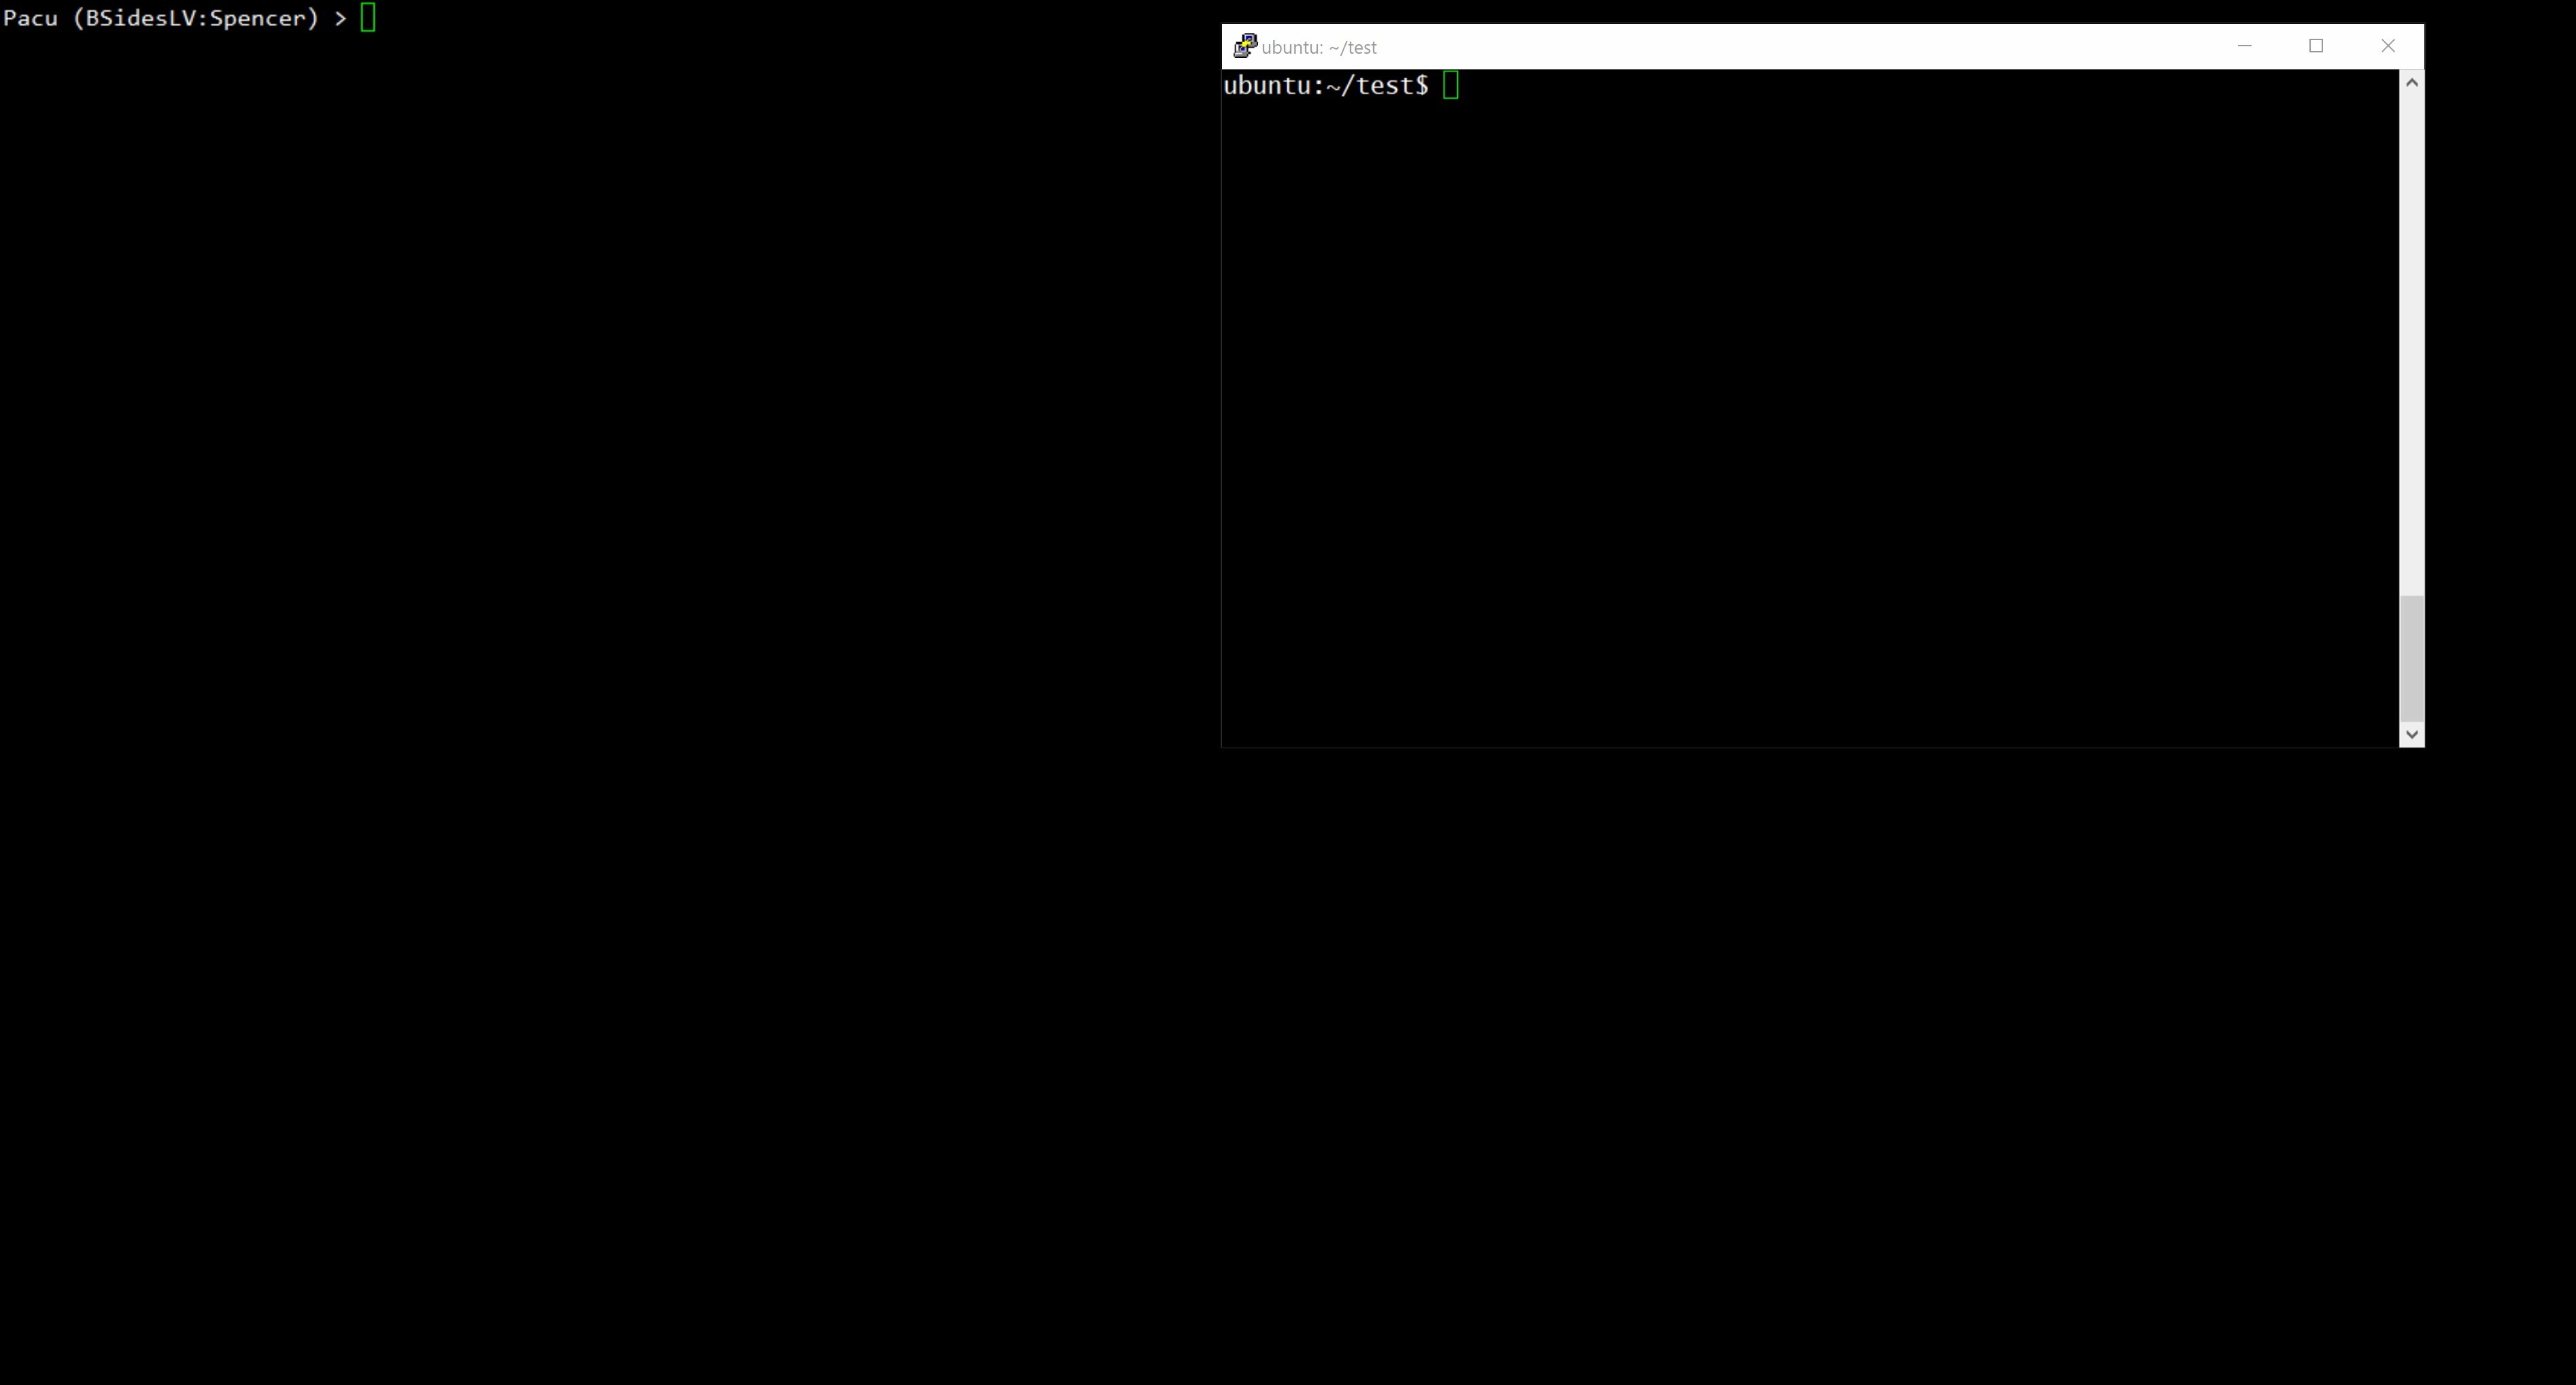 Pacu (BSidesLV:Spencer) >
ubuntu: ~/test
ubuntu:~/test$